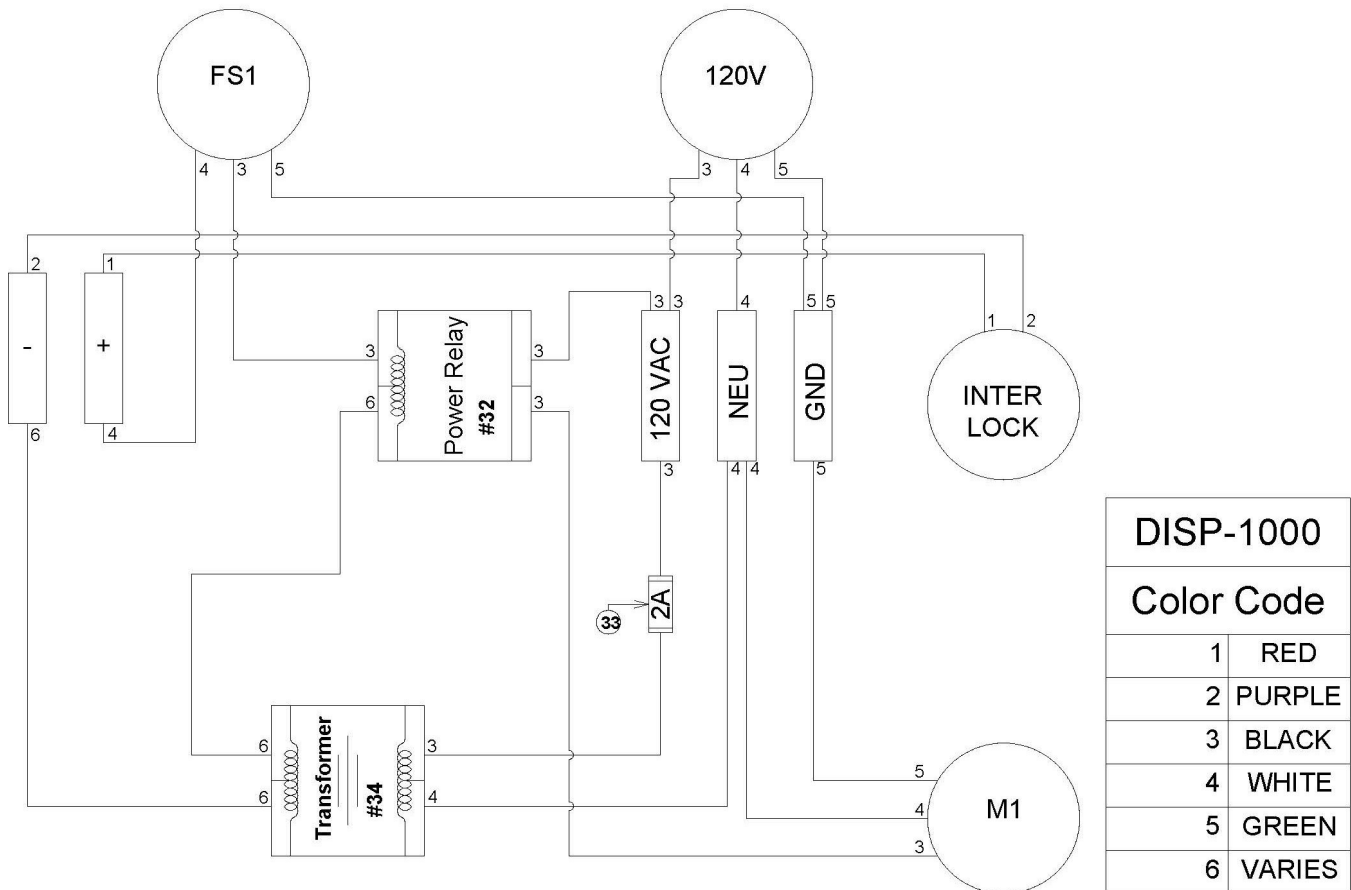 FS1
120V
4 3 5
3 4 5
2 1
3 3 4 5 5
1 2
- +
3
6
Power Relay
#32
3
3
120 VAC
NEU
GND
INTER
LOCK
6 4
3 4 4 5
33
2A
6
6
Transformer
#34
3
4
5
4
3
M1
DISP-1000
Color Code
1 RED
2 PURPLE
3 BLACK
4 WHITE
5 GREEN
6 VARIES